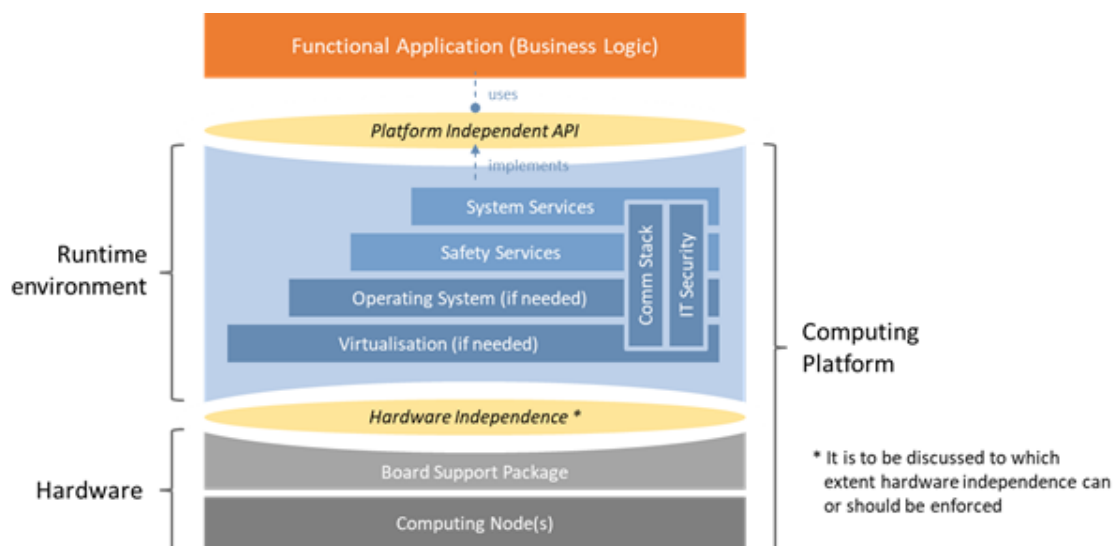 Functional Application (Business Logic)
uses
Platform Independent API
implements
Runtime
environment
System Services
Safety Services
Operating System (if needed)
Virtualisation (if needed)
Comm Stack
IT Security
Computing
Platform
Hardware Independence *
Hardware
Board Support Package
Computing Node(s)
* It is to be discussed to which
extent hardware independence can
or should be enforced